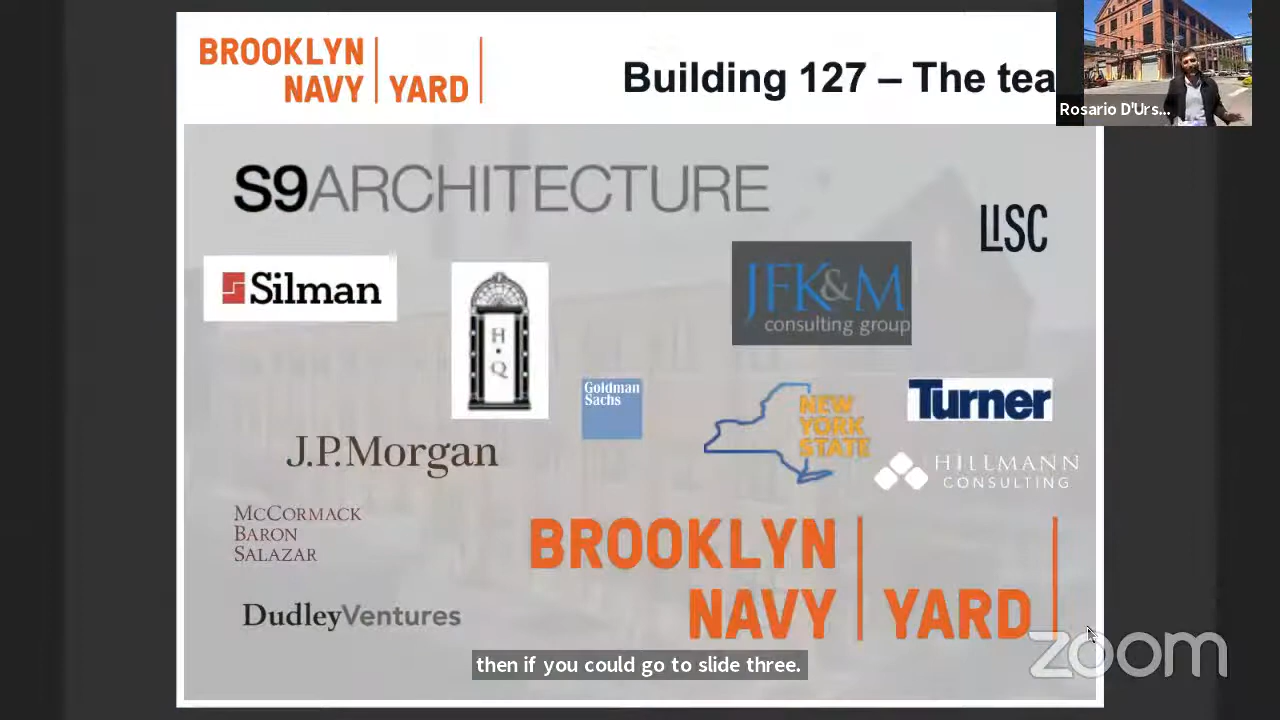 BROOKLYN
NAVY YARD
Building 127 – The tea
Rosario D'Urs...
S9ARCHITECTURE
LISC
Silman
H
Q
JFK&M
consulting group
Goldman
Sachs
NEW
YORK
STATE
Turner
J.P.Morgan
HILLMANN
CONSULTING
McCORMACK
BARON
SALAZAR
BROOKLYN
NAVY YARD
DudleyVentures
then if you could go to slide three.
zoom